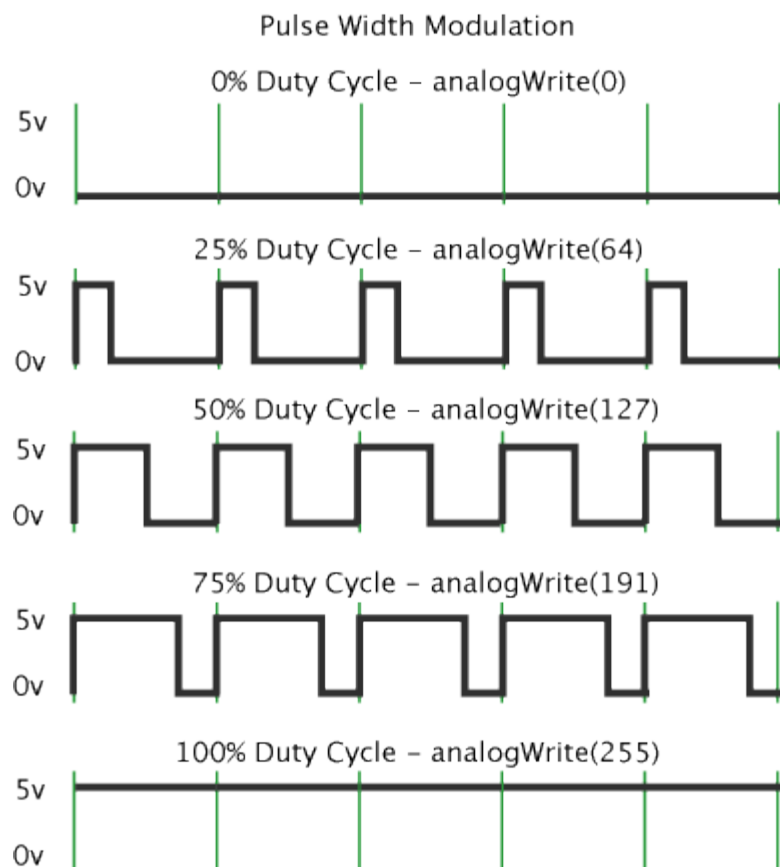 Pulse Width Modulation
0% Duty Cycle – analogWrite(0)
5v
0v
25% Duty Cycle – analogWrite(64)
5v
0v
50% Duty Cycle – analogWrite(127)
5v
0v
75% Duty Cycle – analogWrite(191)
5v
0v
100% Duty Cycle – analogWrite(255)
5v
0v